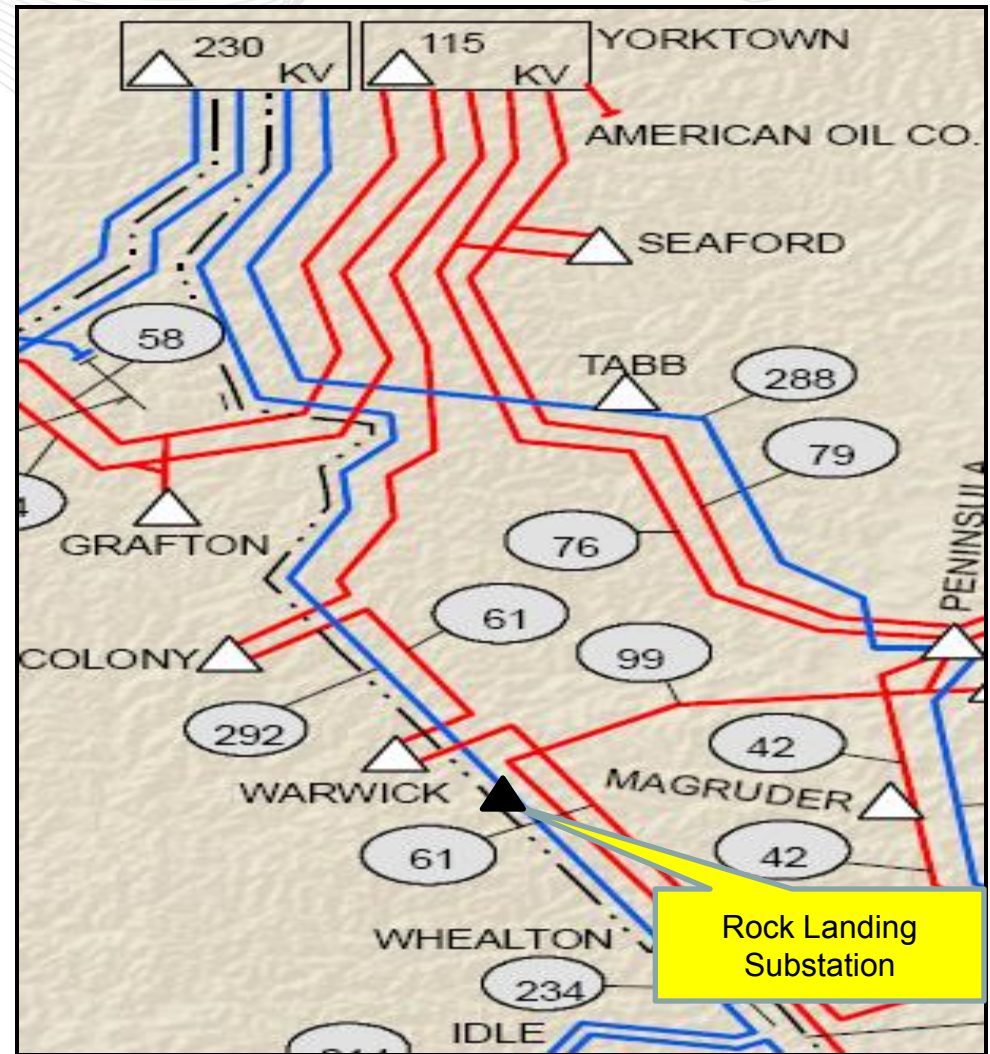 230
KV
115
KV
YORKTOWN
AMERICAN OIL CO.
SEAFORD
58
TABB
288
79
76
GRAFTON
PENINSULA
61
COLONY
99
292
42
WARWICK
MAGRUDER
61
42
Rock Landing
Substation
WHEALTON
234
IDLE